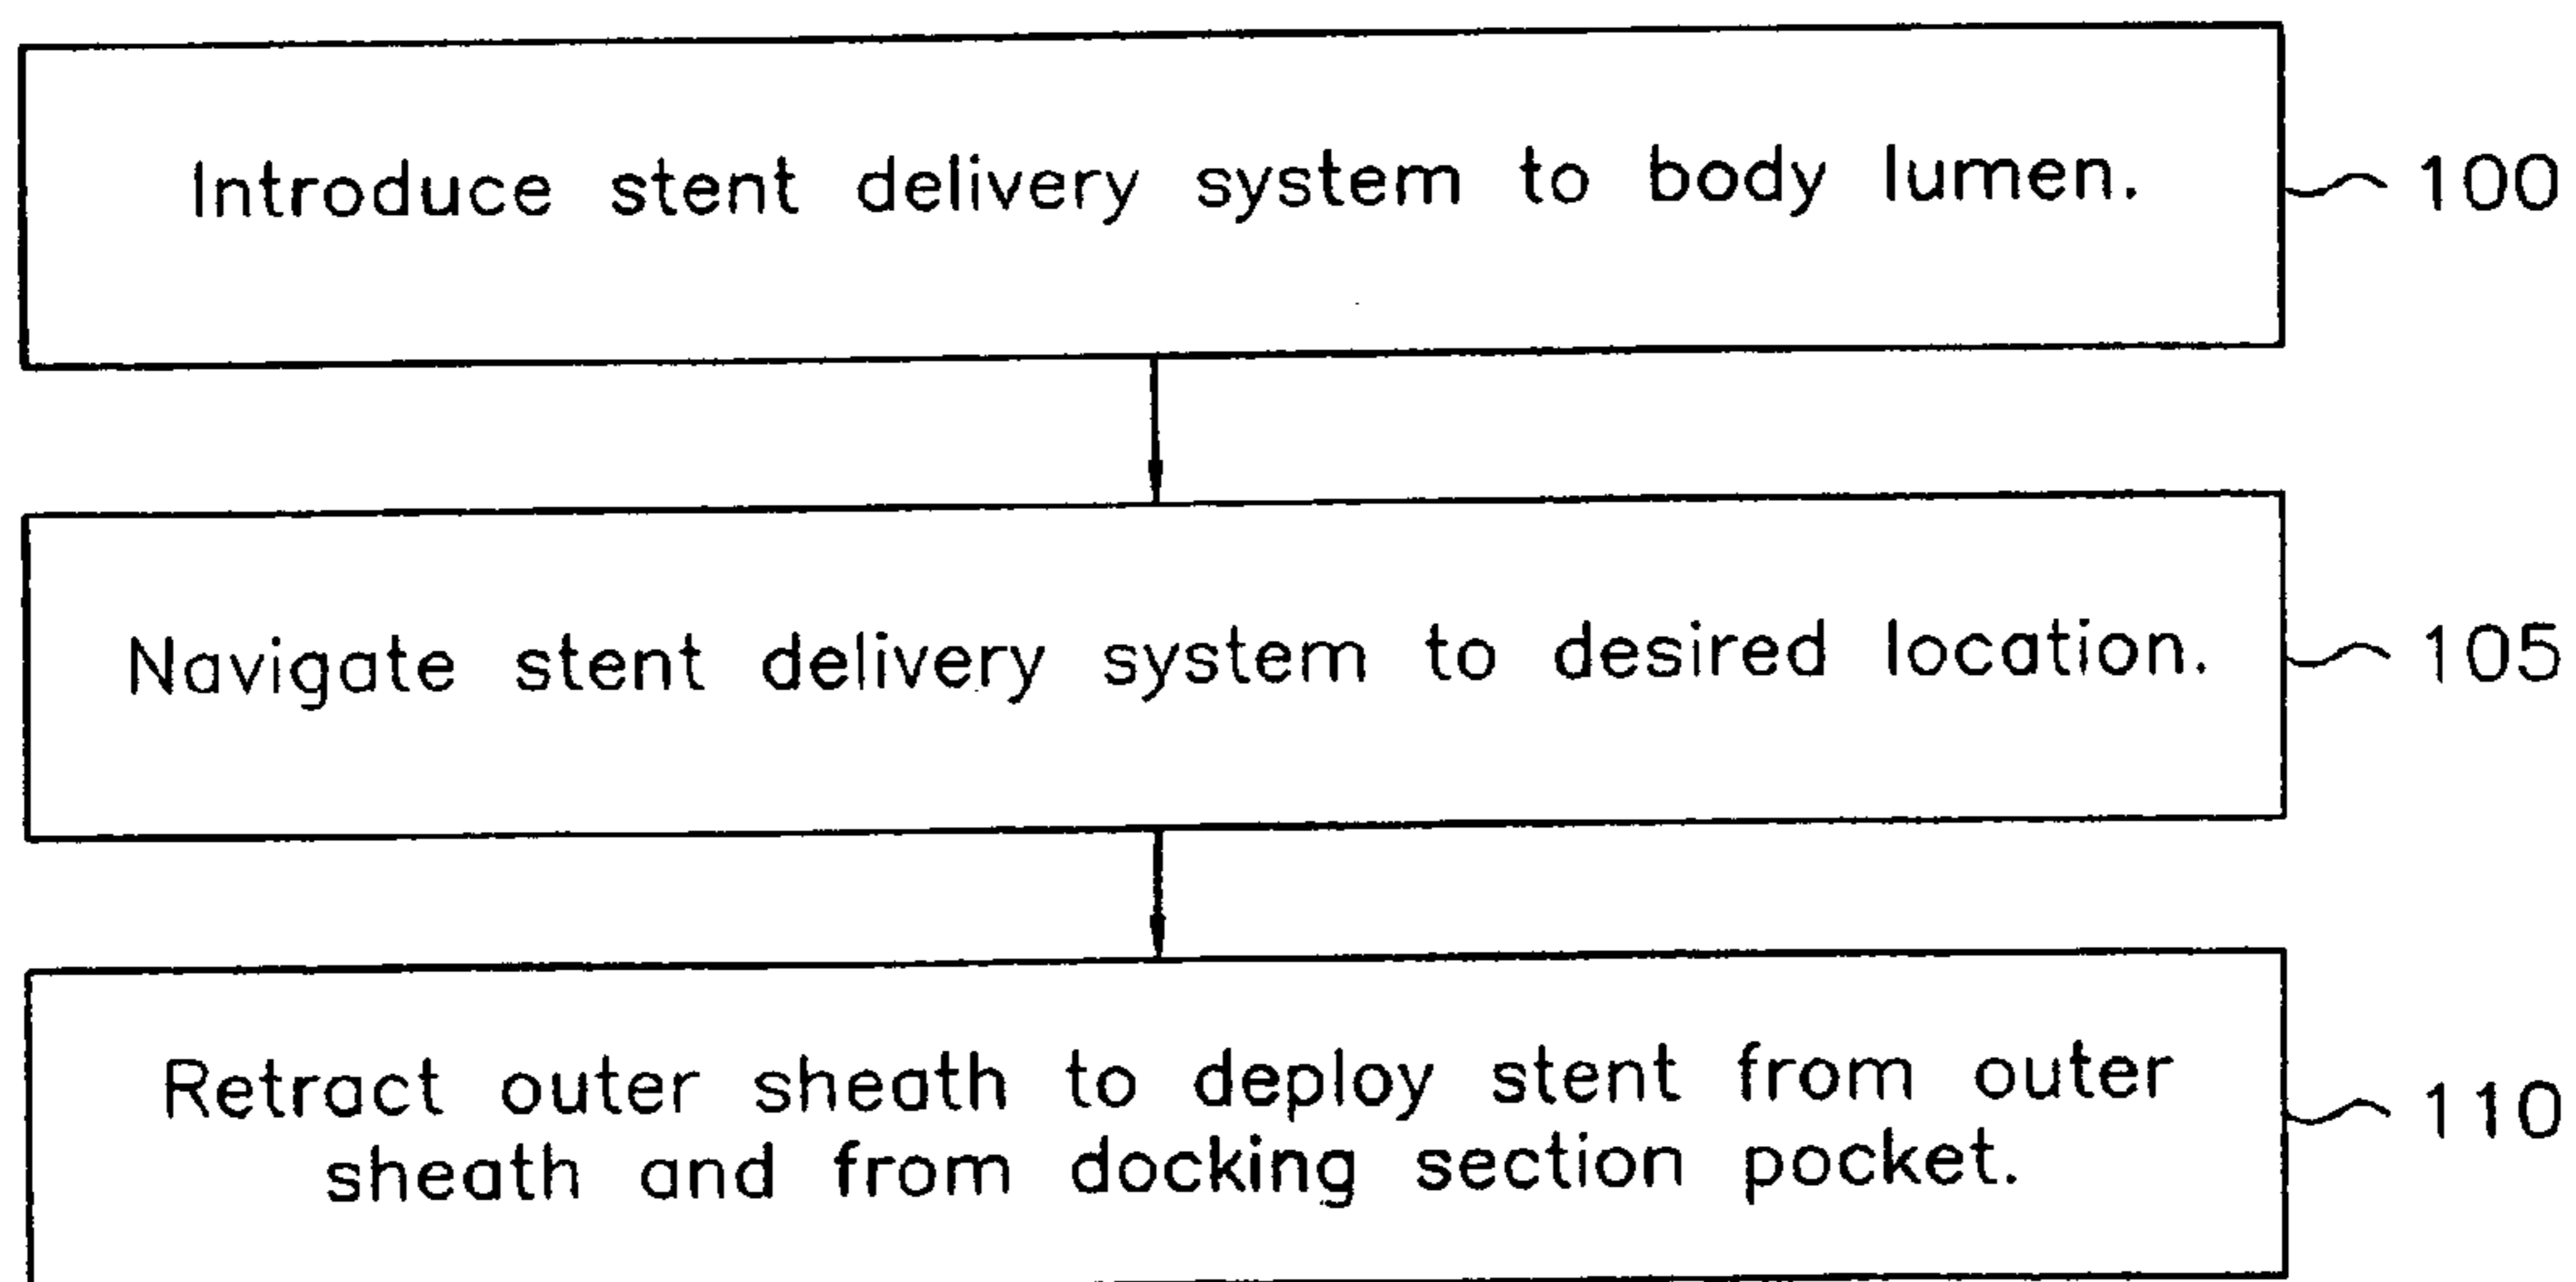 Introduce stent delivery system to body lumen.
100
Navigate stent delivery system to desired location.
105
Retract outer sheath to deploy stent from outer
sheath and from docking section pocket.
110